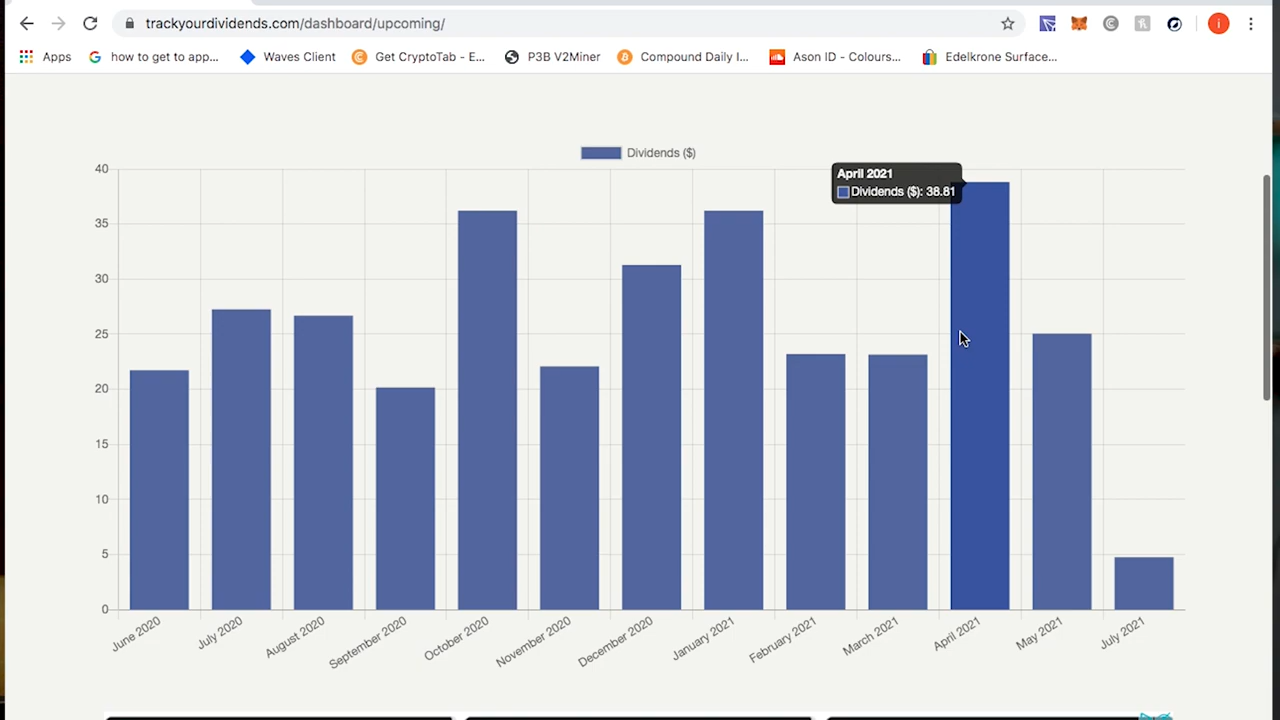 trackyourdividends.com/dashboard/upcoming/
Apps
how to get to app...
Waves Client
Get CryptoTab - E...
P3B V2Miner
Compound Daily I...
Ason ID - Colours...
Edelkrone Surface...
Dividends ($)
April 2021
Dividends ($): 38.81
40
35
30
25
20
15
10
5
0
June 2020
July 2020
August 2020
September 2020
October 2020
November 2020
December 2020
January 2021
February 2021
March 2021
April 2021
May 2021
July 2021